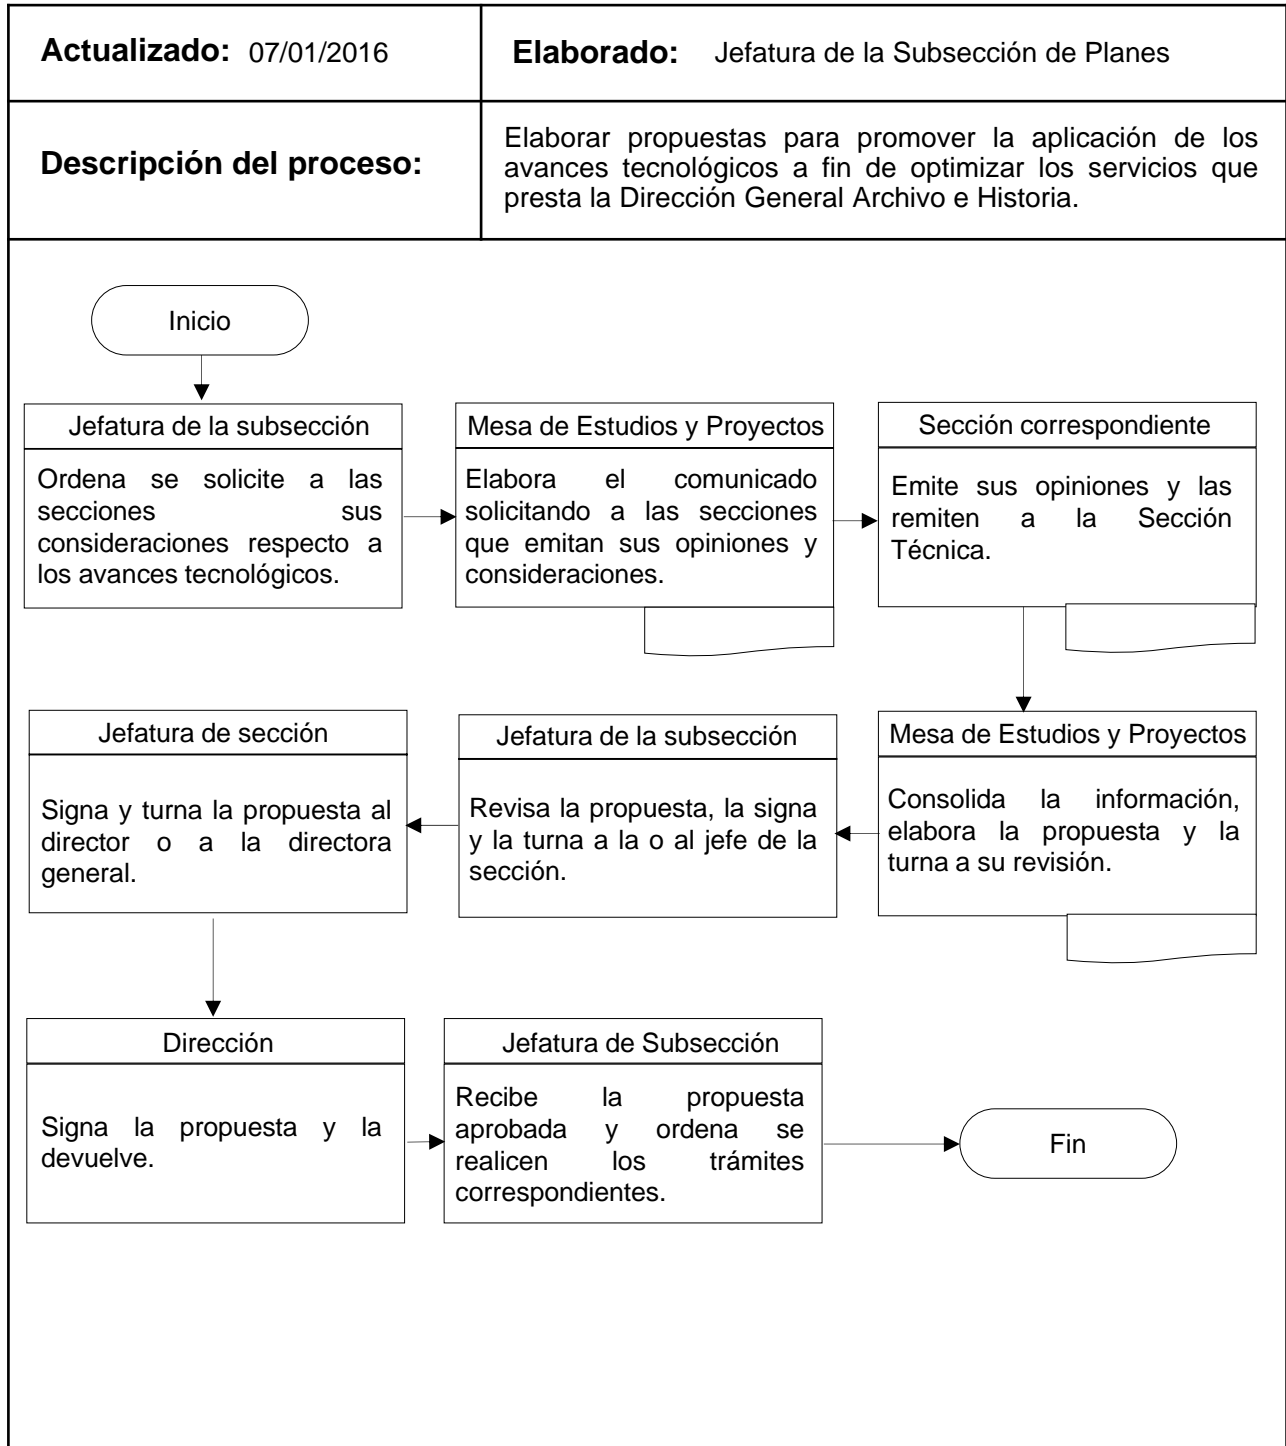 Actualizado: 07/01/2016
Elaborado: Jefatura de la Subsección de Planes
Descripción del proceso:
Elaborar propuestas para promover la aplicación de los
avances tecnológicos a fin de optimizar los servicios que
presta la Dirección General Archivo e Historia.
Inicio
Jefatura de la subsección
Ordena se solicite a las
secciones sus
consideraciones respecto a
los avances tecnológicos.
Mesa de Estudios y Proyectos
Elabora el comunicado
solicitando a las secciones
que emitan sus opiniones y
consideraciones.
Sección correspondiente
Emite sus opiniones y las
remiten a la Sección
Técnica.
Mesa de Estudios y Proyectos
Consolida la información,
elabora la propuesta y la
turna a su revisión.
Jefatura de la subsección
Revisa la propuesta, la signa
y la turna a la o al jefe de la
sección.
Jefatura de sección
Signa y turna la propuesta al
director o a la directora
general.
Dirección
Signa la propuesta y la
devuelve.
Jefatura de Subsección
Recibe la propuesta
aprobada y ordena se
realicen los trámites
correspondientes.
Fin